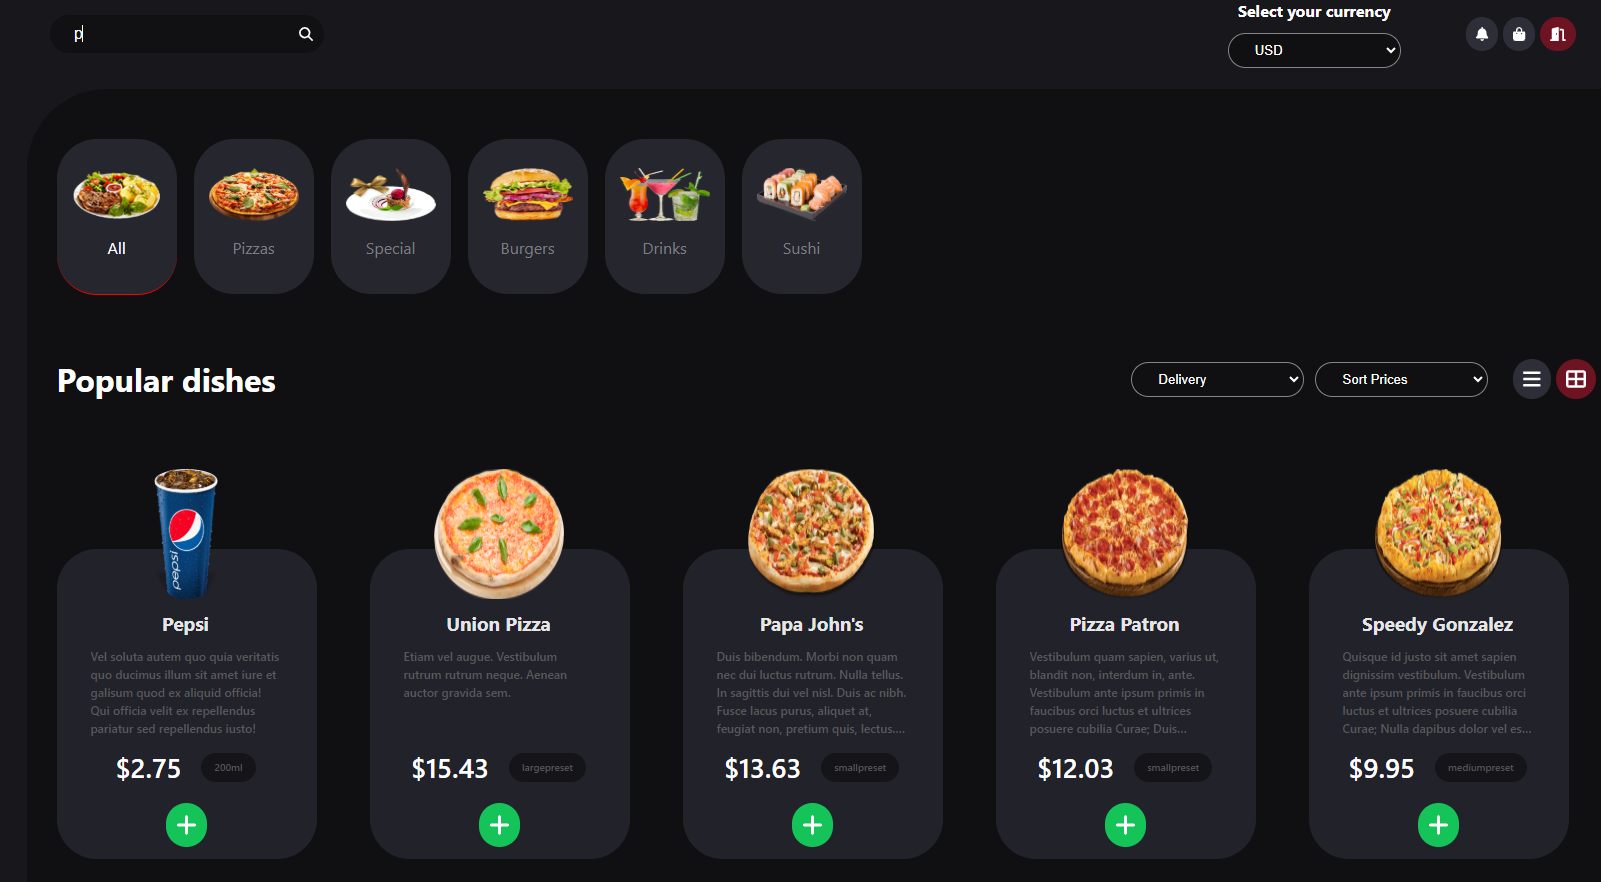 p
Select your currency
USD
All
Pizzas
Special
Burgers
Drinks
Sushi
Popular dishes
Delivery
Sort Prices
pepsi
Pepsi
Vel soluta autem quo quia veritatis
quo ducimus illum sit amet iure et
galisum quod ex aliquid officia!
Qui officia velit ex repellendus
pariatur sed repellendus iusto!
$2.75
200ml
Union Pizza
Etiam vel augue. Vestibulum
rutrum rutrum neque. Aenean
auctor gravida sem.
$15.43
largepreset
Papa John's
Duis bibendum. Morbi non quam
nec dui luctus rutrum. Nulla tellus.
In sagittis dui vel nisl. Duis ac nibh.
Fusce lacus purus, aliquet at,
feugiat non, pretium quis, lectus....
$13.63
smallpreset
Pizza Patron
Vestibulum quam sapien, varius ut,
blandit non, interdum in, ante.
Vestibulum ante ipsum primis in
faucibus orci luctus et ultrices
posuere cubilia Curae; Duis...
$12.03
smallpreset
Speedy Gonzalez
Quisque id justo sit amet sapien
dignissim vestibulum. Vestibulum
ante ipsum primis in faucibus orci
luctus et ultrices posuere cubilia
Curae; Nulla dapibus dolor vel es...
$9.95
mediumpreset